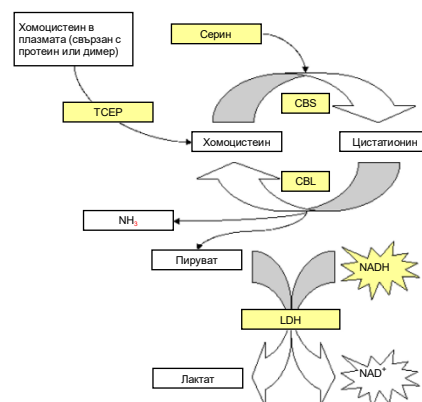 Хомоцистеин в
плазмата (свързан с
протеин или димер)
Серин
TCEP
CBS
Хомоцистеин
Цистатионин
CBL
NH3
Пируват
NADH
LDH
Лактат
NAD+